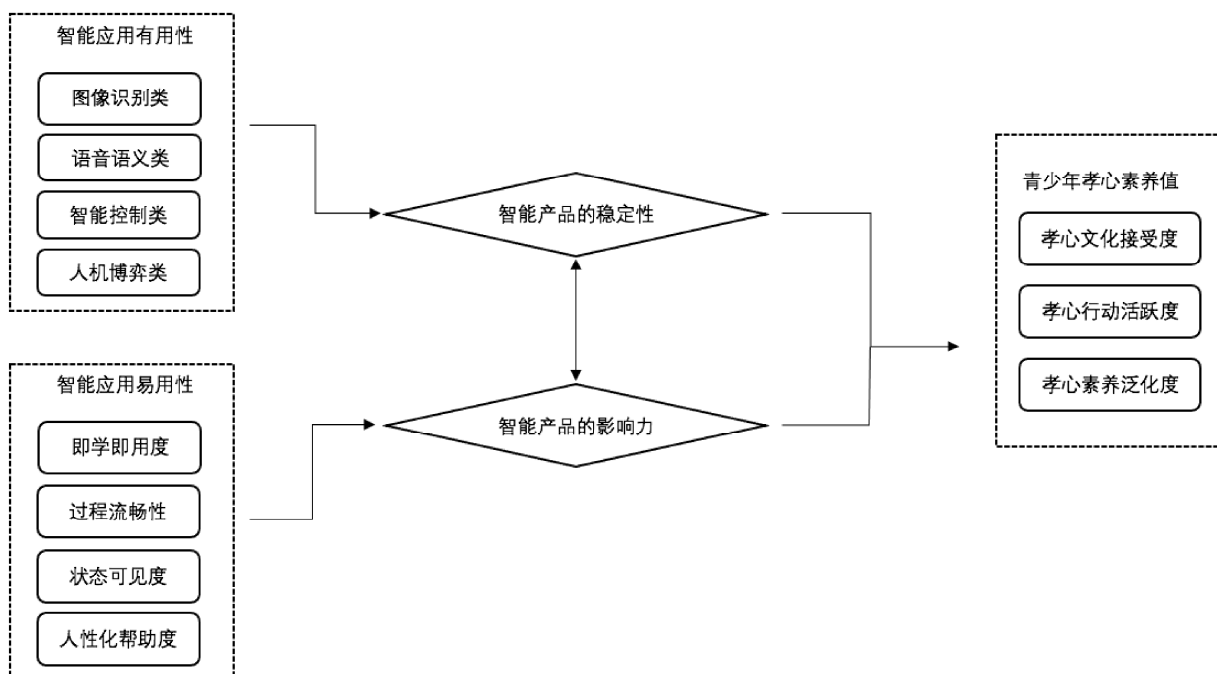 智能应用有用性
图像识别类
语音语义类
智能控制类
人机博弈类
智能应用易用性
即学即用度
过程流畅性
状态可见度
人性化帮助度
智能产品的稳定性
智能产品的影响力
青少年孝心素养值
孝心文化接受度
孝心行动活跃度
孝心素养泛化度